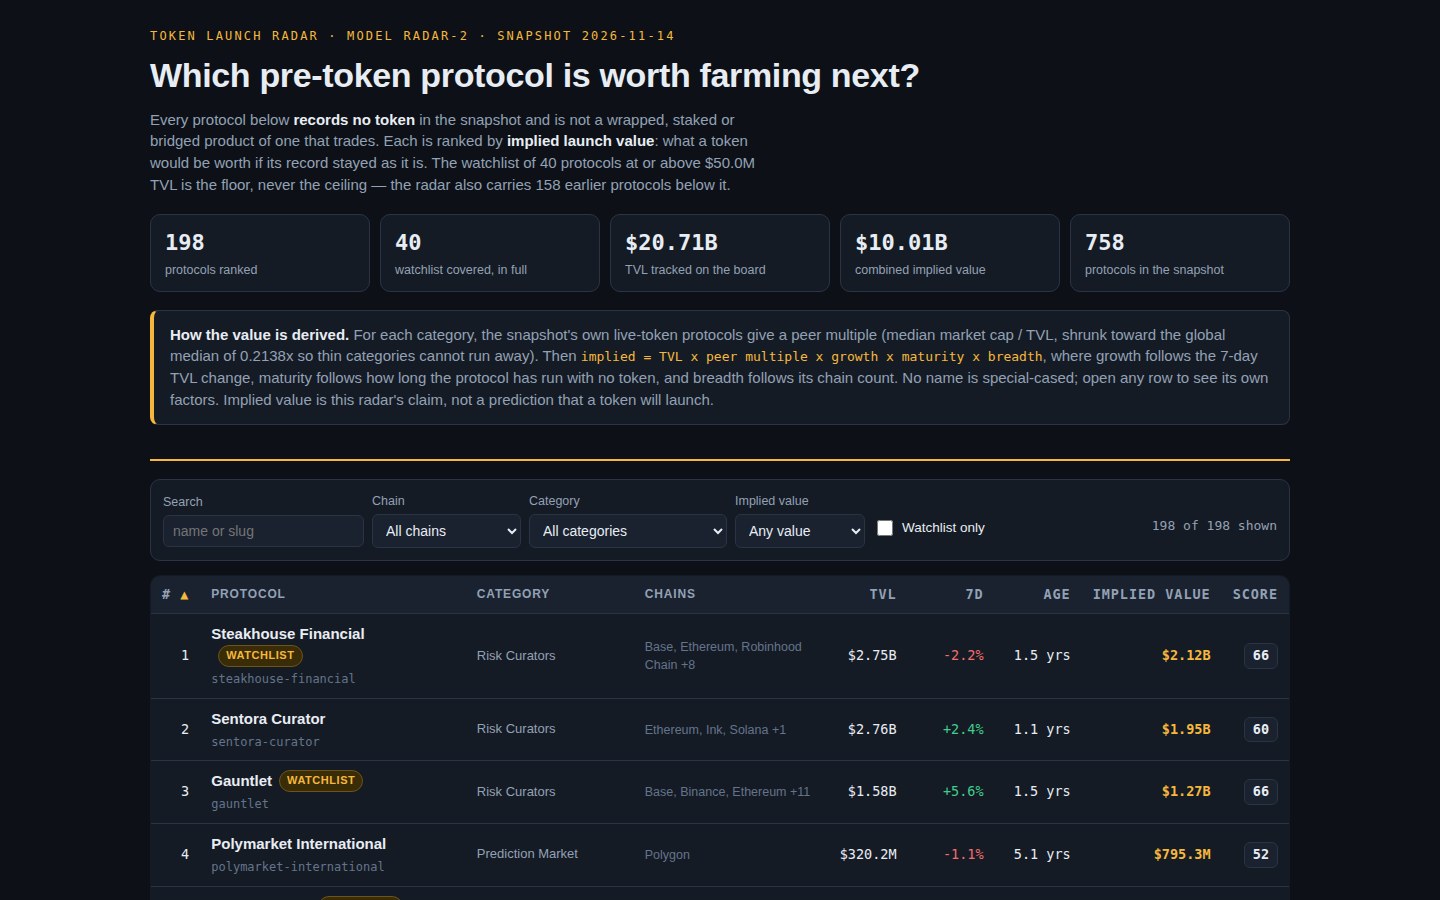 TOKEN LAUNCH RADAR · MODEL RADAR-2 · SNAPSHOT 2026-11-14
Which pre-token protocol is worth farming next?
Every protocol below records no token in the snapshot and is not a wrapped, staked or
bridged product of one that trades. Each is ranked by implied launch value: what a token
would be worth if its record stayed as it is. The watchlist of 40 protocols at or above $50.0M
TVL is the floor, never the ceiling — the radar also carries 158 earlier protocols below it.
198
protocols ranked
40
watchlist covered, in full
$20.71B
TVL tracked on the board
$10.01B
combined implied value
758
protocols in the snapshot
How the value is derived. For each category, the snapshot's own live-token protocols give a peer multiple (median market cap / TVL, shrunk toward the global
median of 0.2138x so thin categories cannot run away). Then implied = TVL x peer multiple x growth x maturity x breadth, where growth follows the 7-day
TVL change, maturity follows how long the protocol has run with no token, and breadth follows its chain count. No name is special-cased; open any row to see its own
factors. Implied value is this radar's claim, not a prediction that a token will launch.
Search
name or slug
Chain
All chains
Category
All categories
Implied value
Any value
Watchlist only
198 of 198 shown
# ▲ PROTOCOL CATEGORY CHAINS TVL 7D AGE IMPLIED VALUE SCORE
1 Steakhouse Financial WATCHLIST steakhouse-financial Risk Curators Base, Ethereum, Robinhood Chain +8 $2.75B -2.2% 1.5 yrs $2.12B 66
2 Sentora Curator sentora-curator Risk Curators Ethereum, Ink, Solana +1 $2.76B +2.4% 1.1 yrs $1.95B 60
3 Gauntlet WATCHLIST gauntlet Risk Curators Base, Binance, Ethereum +11 $1.58B +5.6% 1.5 yrs $1.27B 66
4 Polymarket International polymarket-international Prediction Market Polygon $320.2M -1.1% 5.1 yrs $795.3M 52